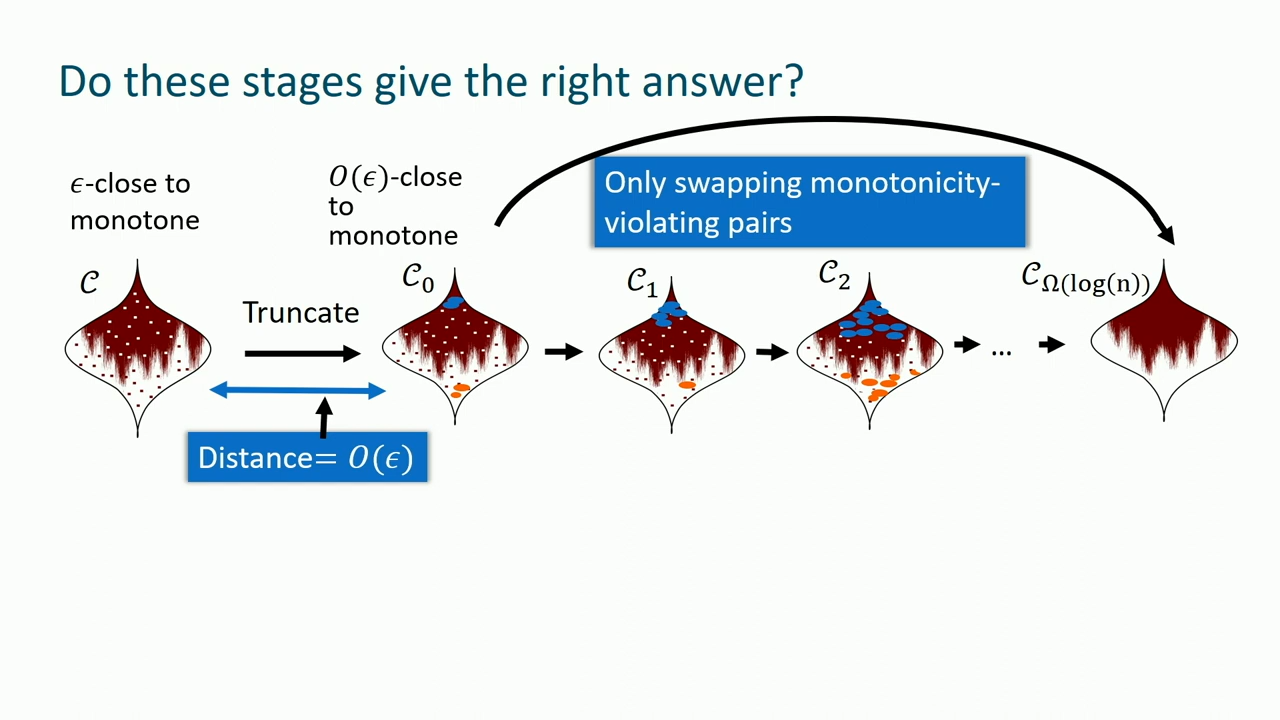 Do these stages give the right answer?
𝜖-close to
monotone
𝑂(𝜖)-close
to
monotone
Only swapping monotonicity-
violating pairs
𝒞
Truncate
𝒞₀
𝒞₁
𝒞₂
...
𝒞_Ω(log(n))
Distance= 𝑂(𝜖)